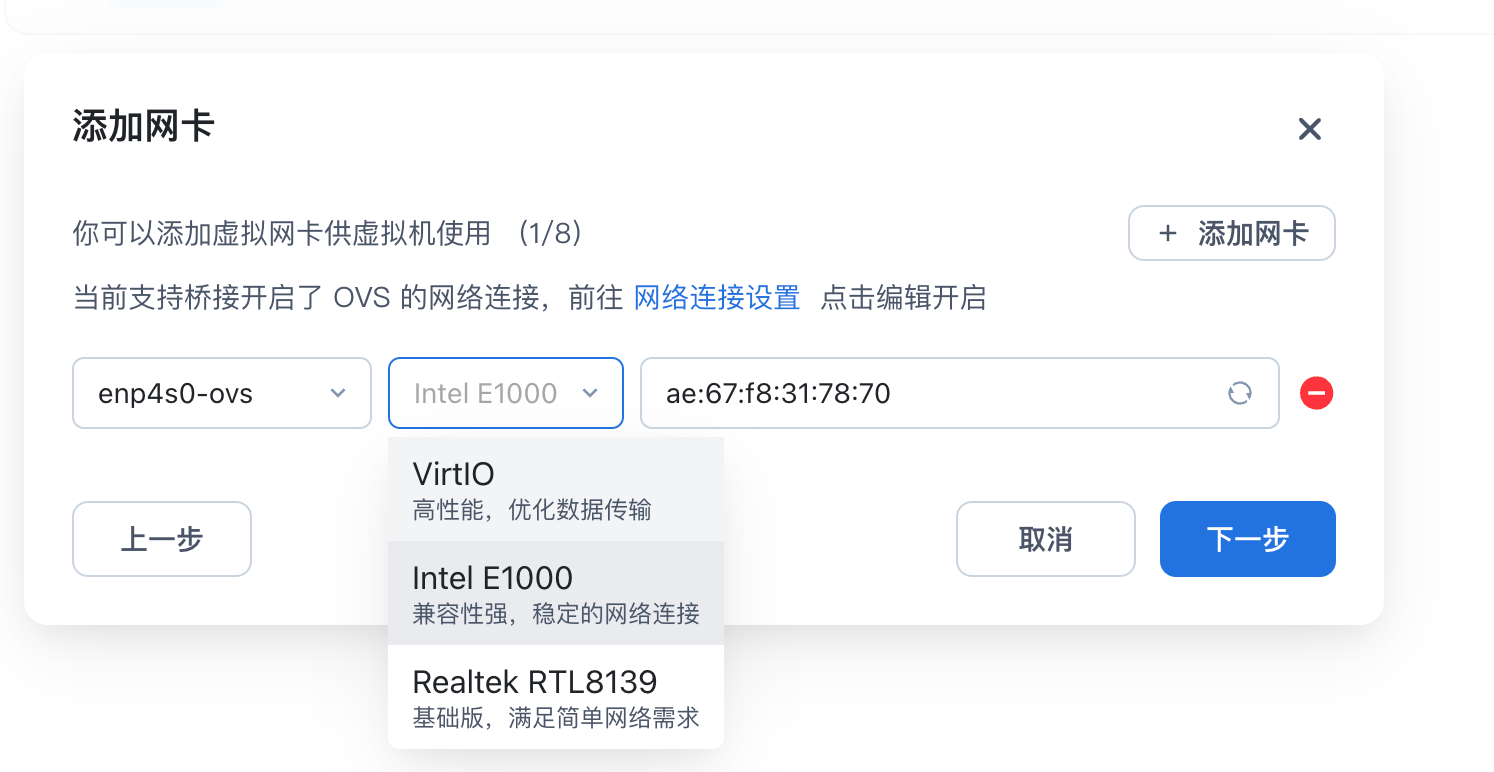 添加网卡
你可以添加虚拟网卡供虚拟机使用 (1/8)
+ 添加网卡
当前支持桥接开启了 OVS 的网络连接，前往 网络连接设置 点击编辑开启
enp4s0-ovs
Intel E1000
ae:67:f8:31:78:70
VirtIO
高性能，优化数据传输
Intel E1000
兼容性强，稳定的网络连接
Realtek RTL8139
基础版，满足简单网络需求
上一步
取消
下一步